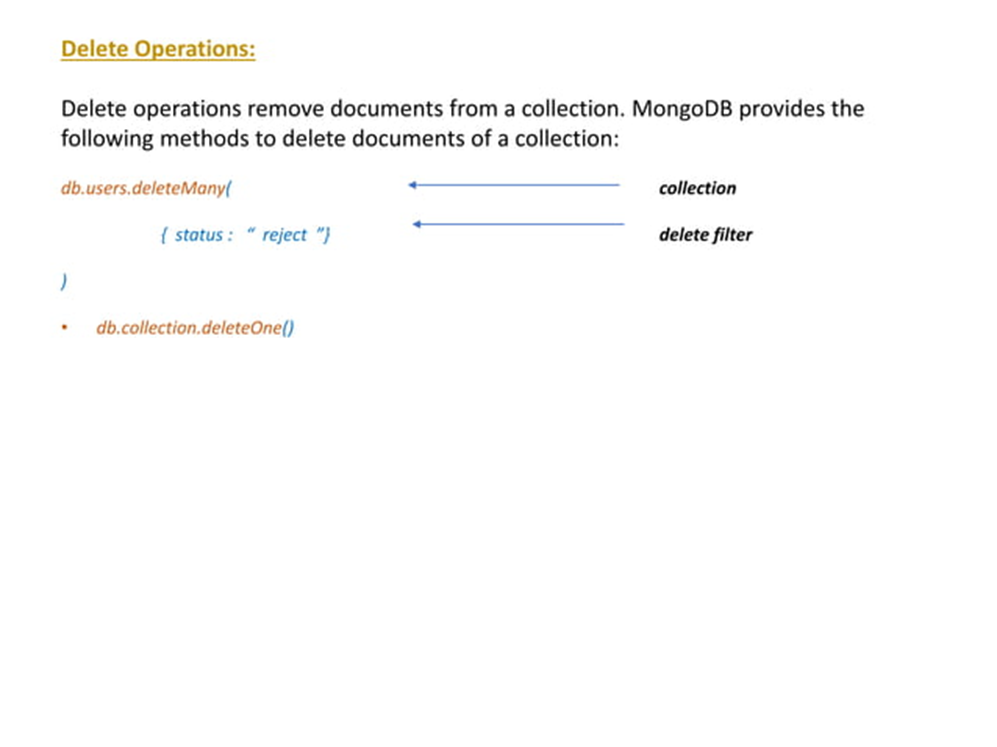 Delete Operations:
Delete operations remove documents from a collection. MongoDB provides the
following methods to delete documents of a collection:
db.users.deleteMany( collection
{ status : “ reject ”} delete filter
)
• db.collection.deleteOne()